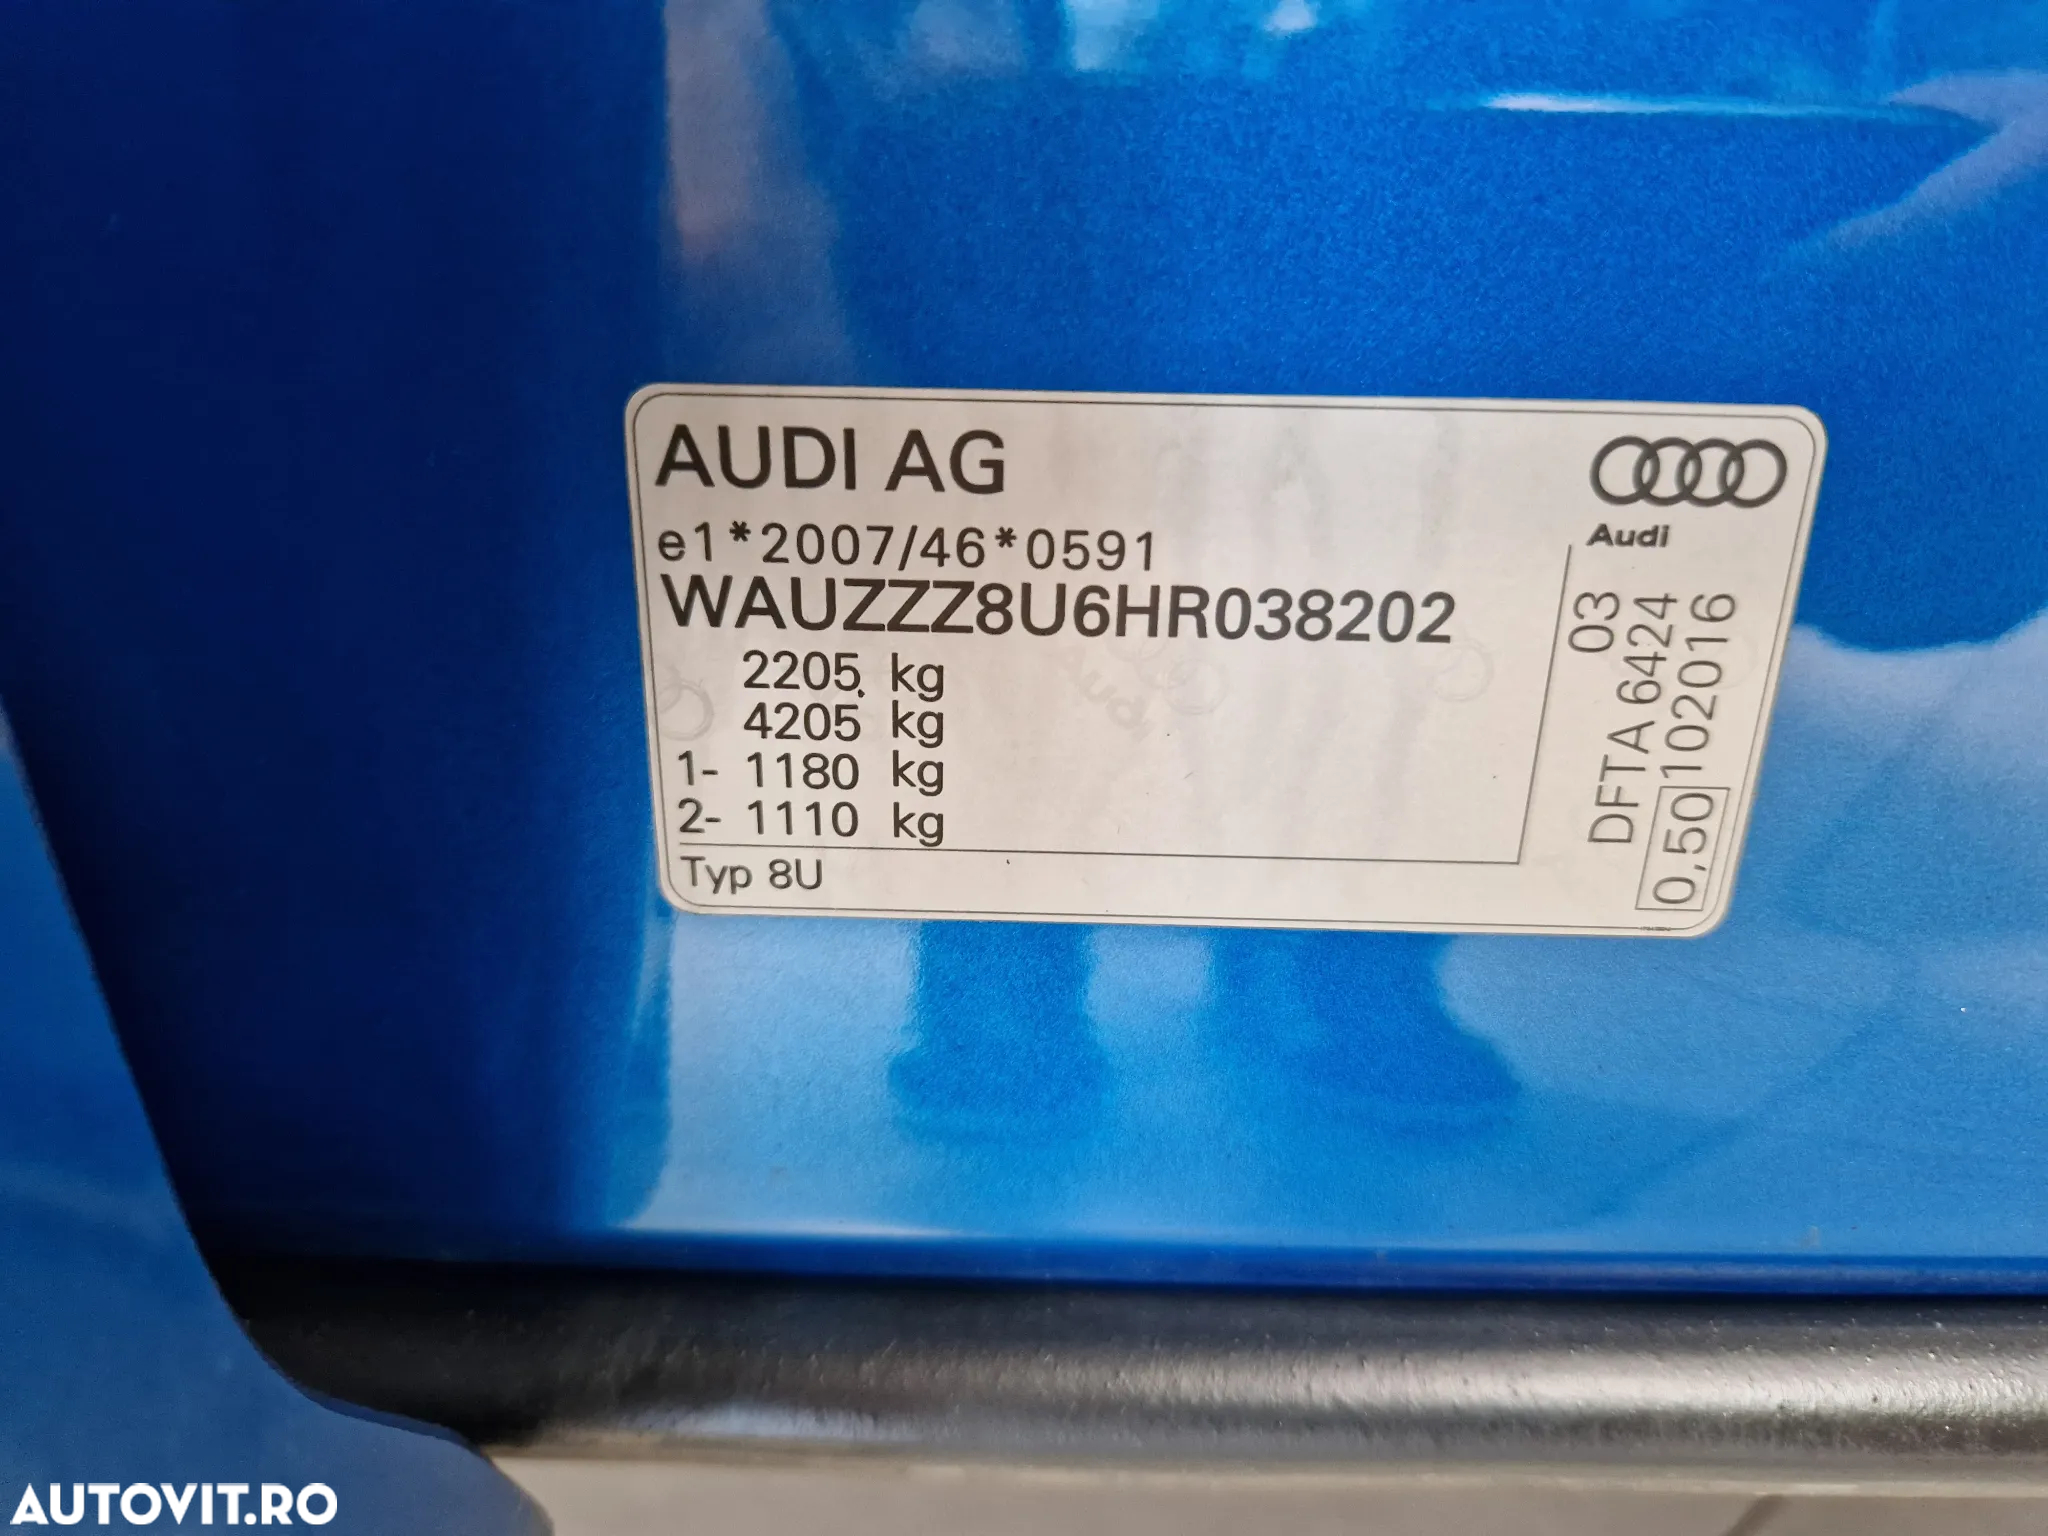 AUDI AG
e1*2007/46*0591
WAUZZZ8U6HR038202
2205 kg
4205 kg
1- 1180 kg
2- 1110 kg
Typ 8U
Audi
03
DFTA 6424
0,50 102016
Audi
AUTOVIT.RO